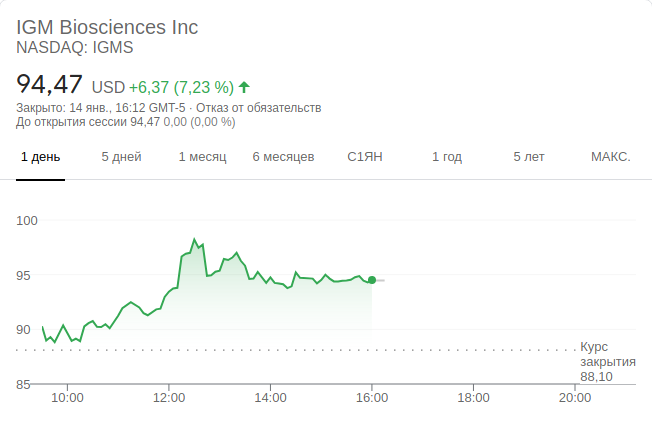 IGM Biosciences Inc
NASDAQ: IGMS
94,47 USD +6,37 (7,23 %)
Закрыто: 14 янв., 16:12 GMT-5 · Отказ от обязательств
До открытия сессии 94,47 0,00 (0,00 %)
1 день 5 дней 1 месяц 6 месяцев С1ЯН 1 год 5 лет МАКС.
100
95
90
Курс
закрытия
88,10
85
10:00 12:00 14:00 16:00 18:00 20:00